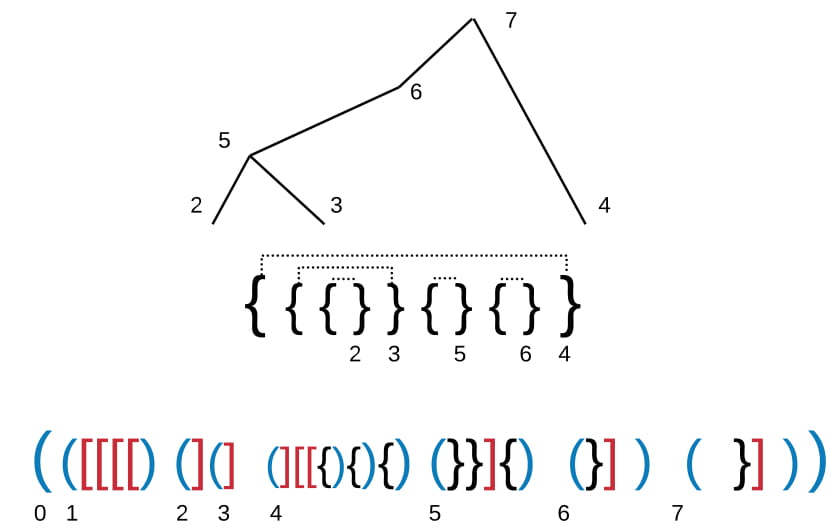 7
6
5
2 3 4
{ { { } } { } { } }
2 3 5 6 4
(([[[[) (](] (][[{){){) (}}]{) (}] ) ( }] ))
0 1 2 3 4 5 6 7